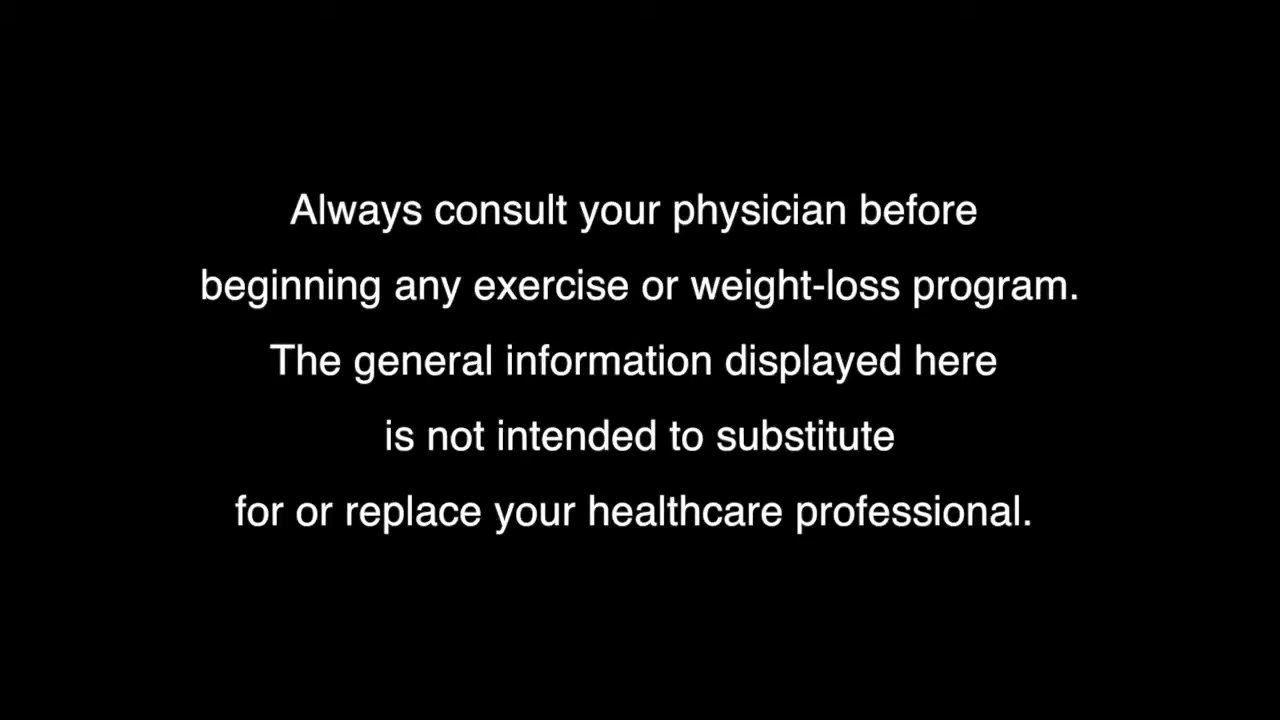 Always consult your physician before
beginning any exercise or weight-loss program.
The general information displayed here
is not intended to substitute
for or replace your healthcare professional.